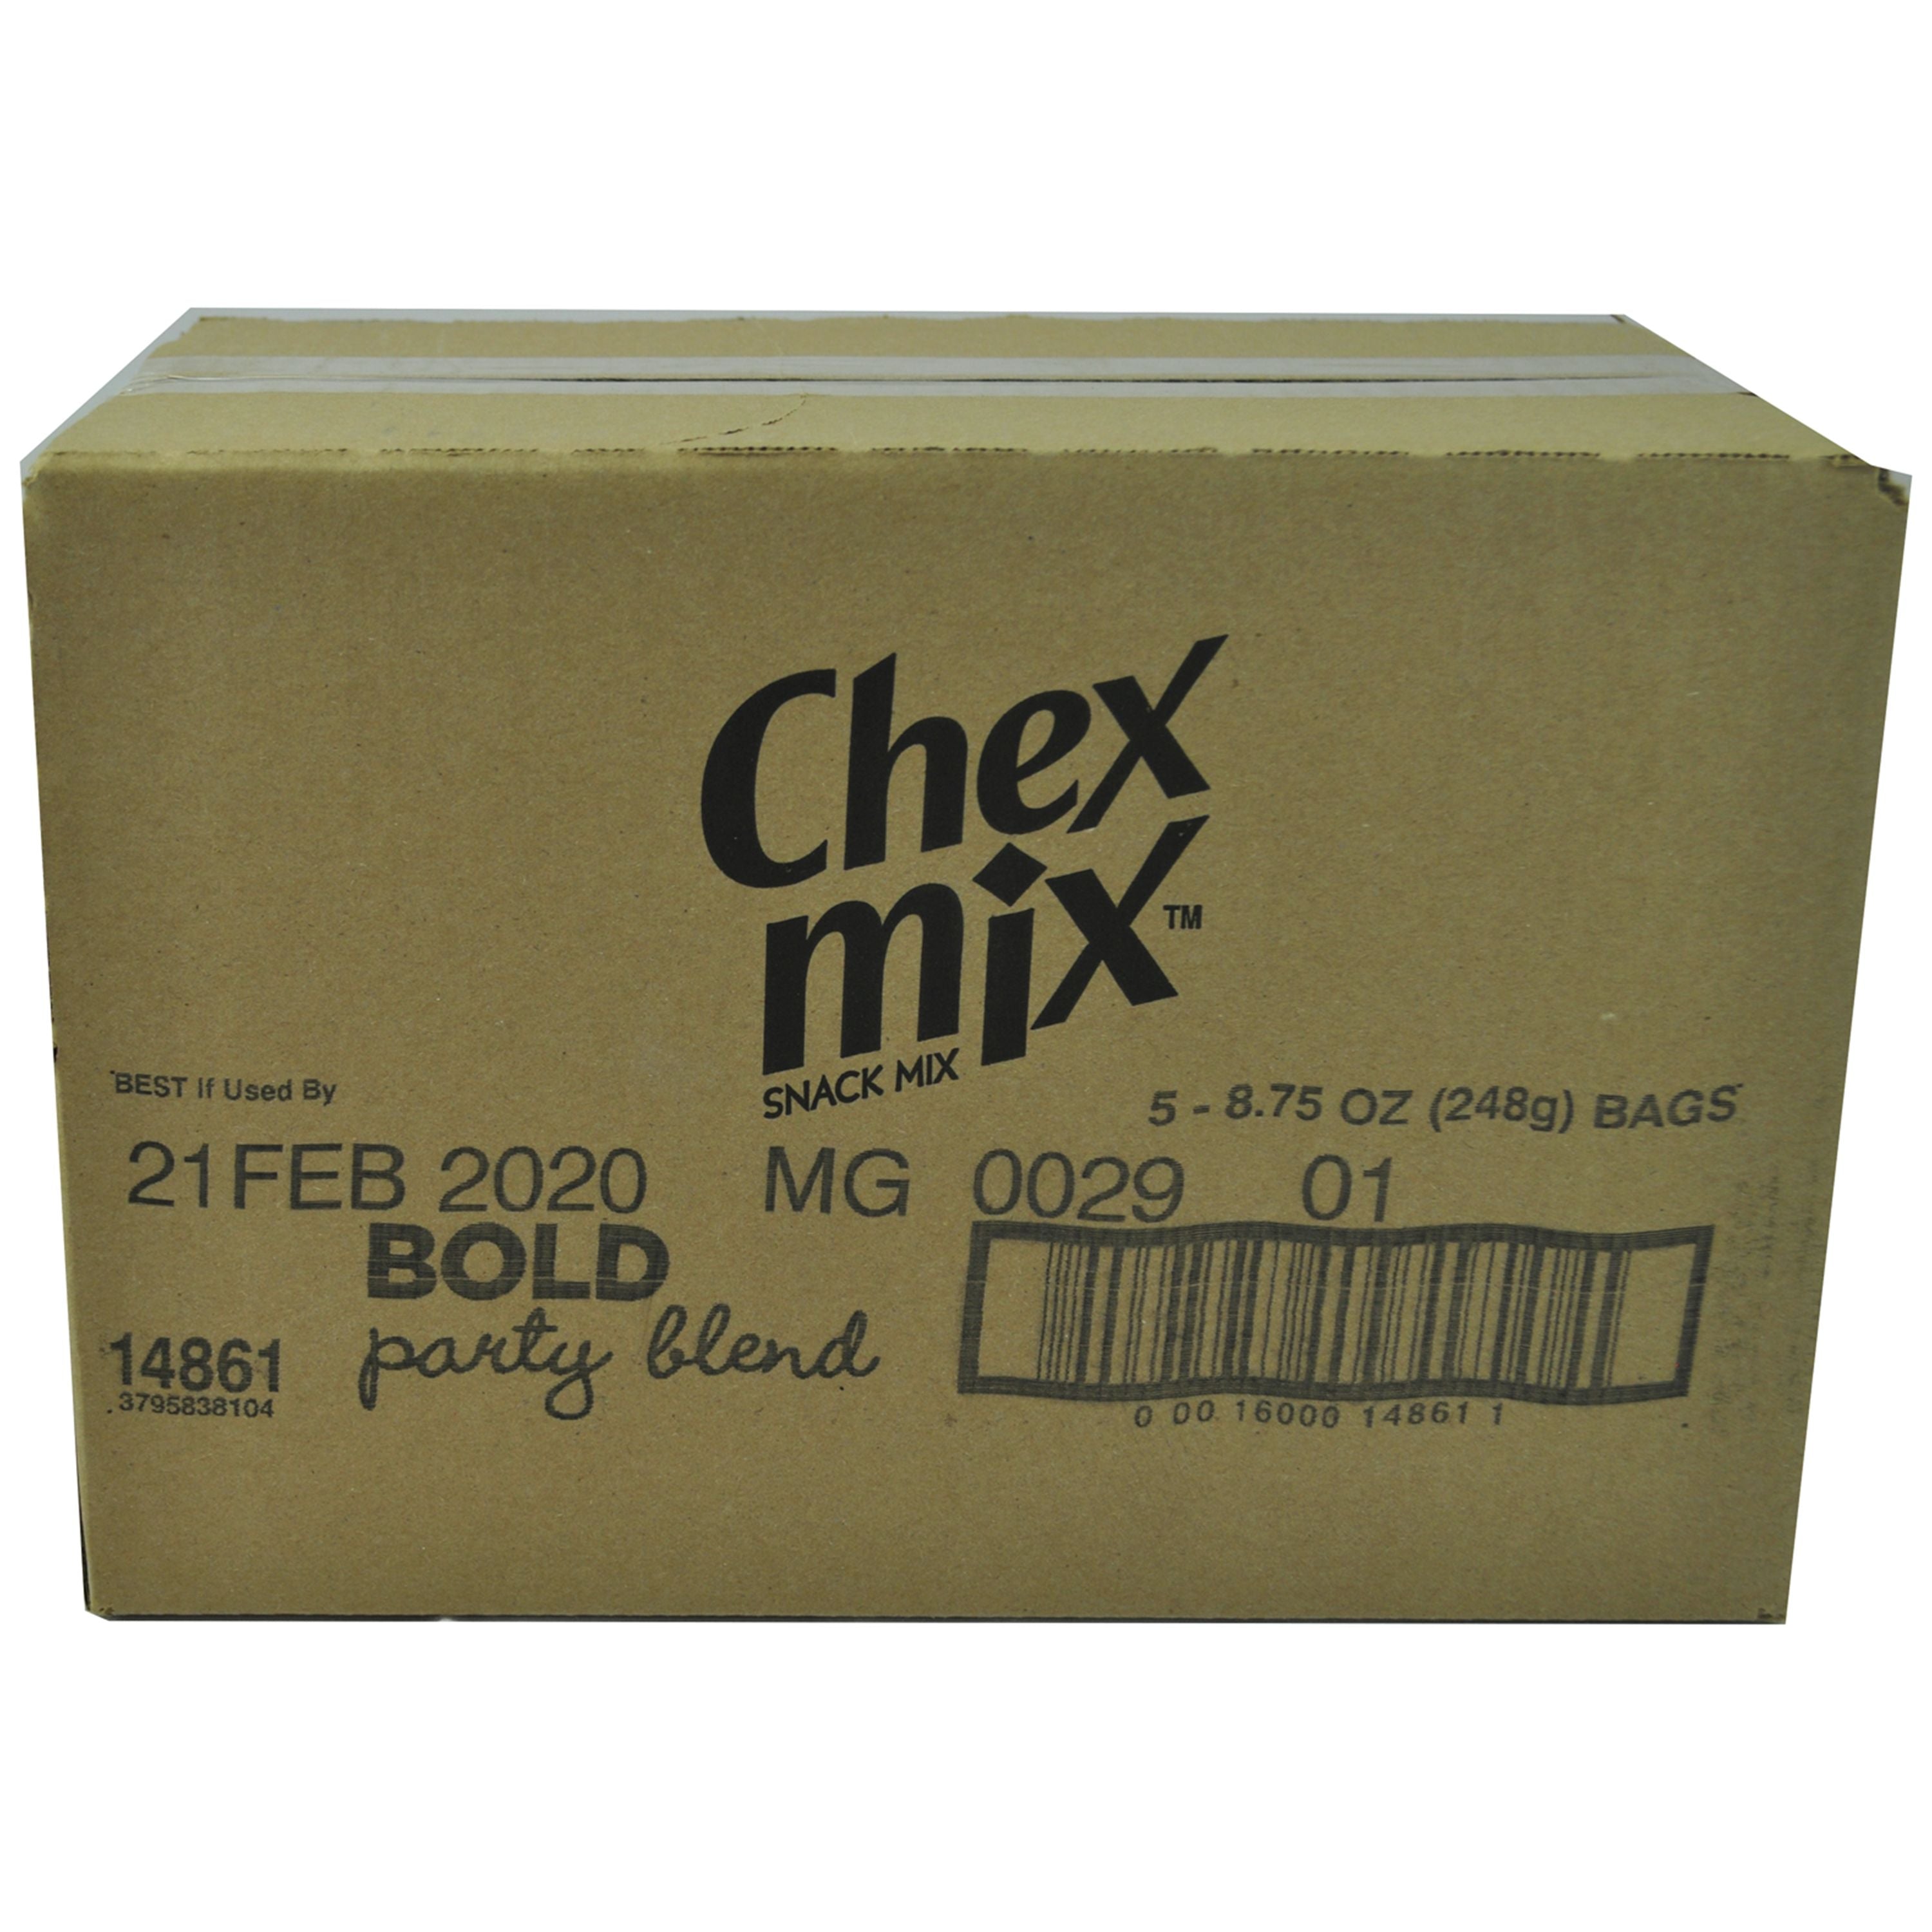 Chex
mix™
SNACK MIX
BEST If Used By
5 - 8.75 OZ (248g) BAGS
21FEB 2020 MG 0029 01
BOLD
party blend
14861
3795838104
0 00 16000 14861 1